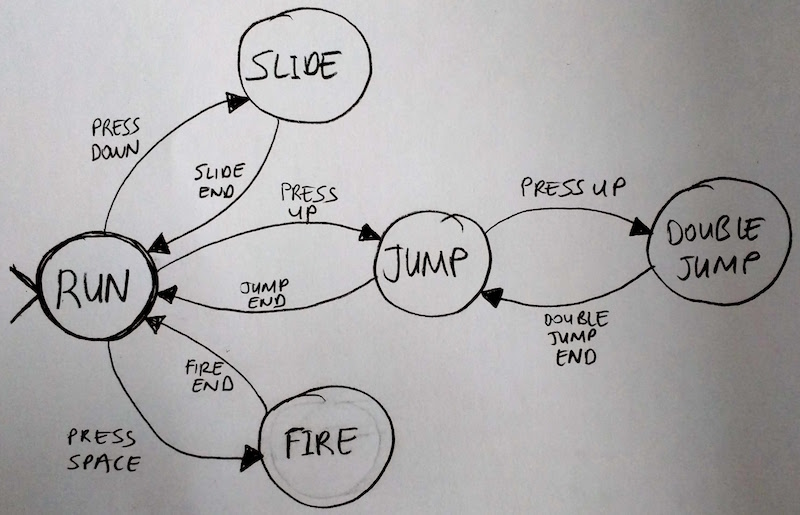 SLIDE
PRESS
DOWN
SLIDE
END
PRESS
UP
PRESS UP
RUN
JUMP
DOUBLE
JUMP
JUMP
END
DOUBLE
JUMP
END
FIRE
END
PRESS
SPACE
FIRE